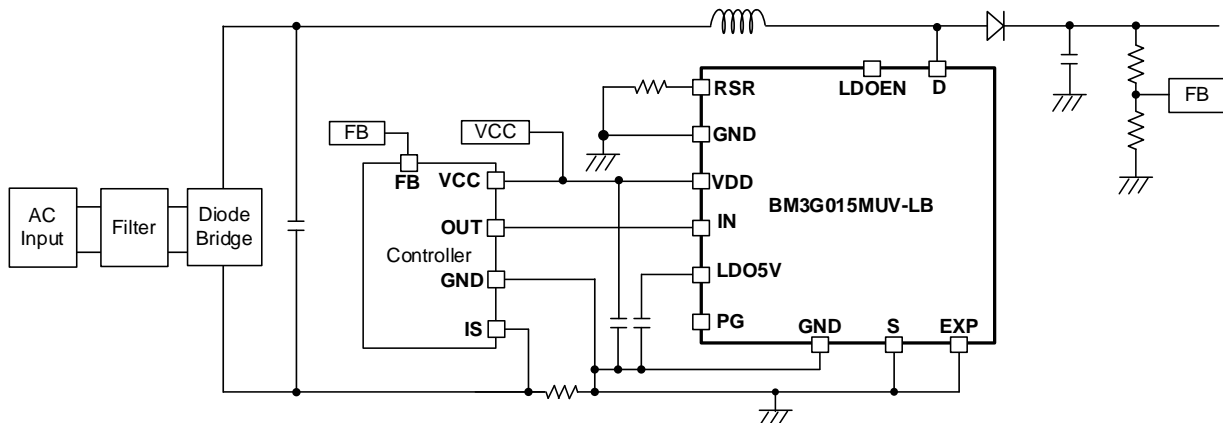 RSR
LDOEN
D
FB
FB
VCC
GND
FB
VCC
VDD
BM3G015MUV-LB
AC
Input
Filter
Diode
Bridge
OUT
IN
Controller
GND
LDO5V
IS
PG
GND
S
EXP